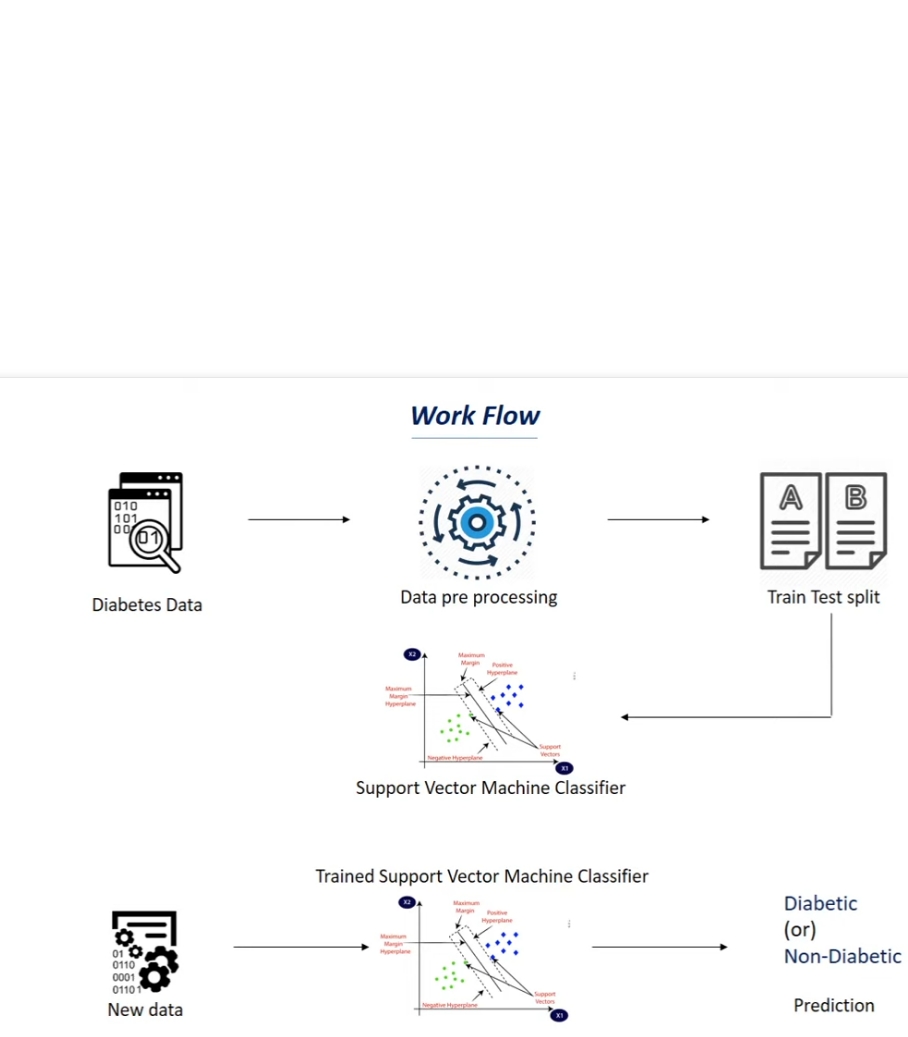 Work Flow
010
101
00
01
A
B
Diabetes Data
Data pre processing
Train Test split
X2
Maximum
Margin
Positive
Hyperplane
Maximum
Margin
Hyperplane
Support
Vectors
Negative Hyperplane
X1
Support Vector Machine Classifier
Trained Support Vector Machine Classifier
X2
Maximum
Margin
Positive
Hyperplane
Maximum
Margin
Hyperplane
Support
Vectors
Negative Hyperplane
X1
01
0110
0001
01101
New data
Diabetic
(or)
Non-Diabetic
Prediction